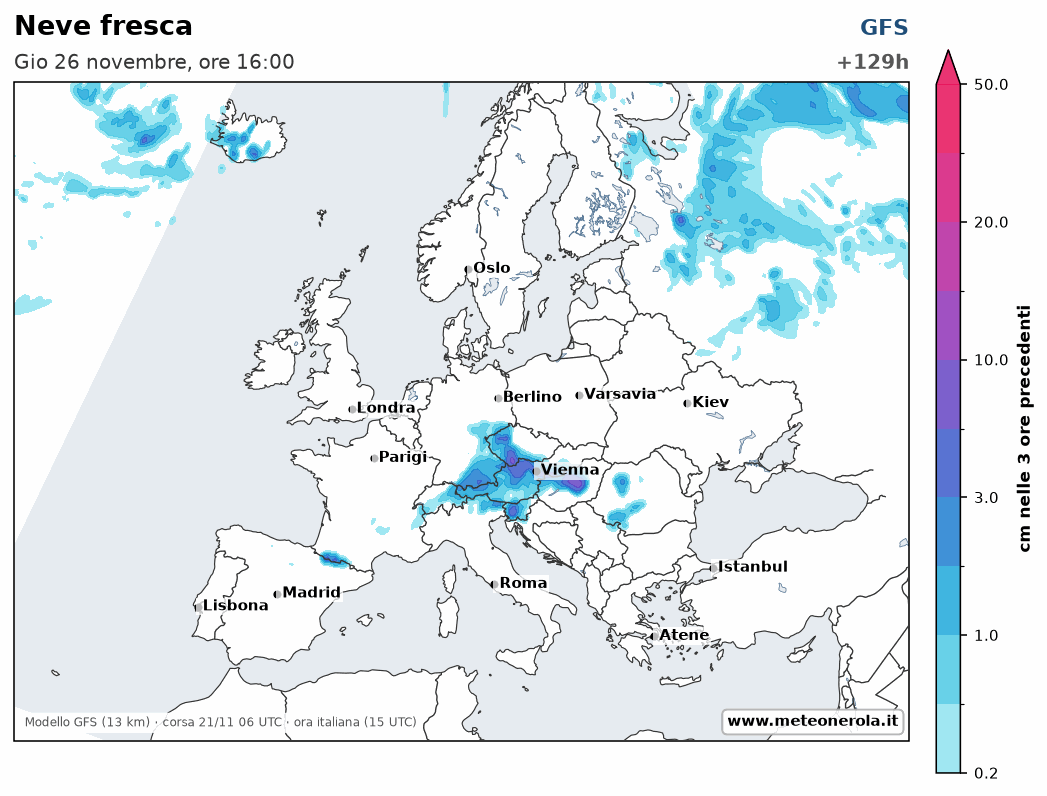 Neve fresca
GFS
Gio 26 novembre, ore 16:00
+129h
50.0
20.0
10.0
3.0
1.0
0.2
cm nelle 3 ore precedenti
Oslo
Berlino
Varsavia
Londra
Kiev
Parigi
Vienna
Istanbul
Roma
Madrid
Lisbona
Atene
Modello GFS (13 km) · corsa 21/11 06 UTC · ora italiana (15 UTC)
www.meteonerola.it